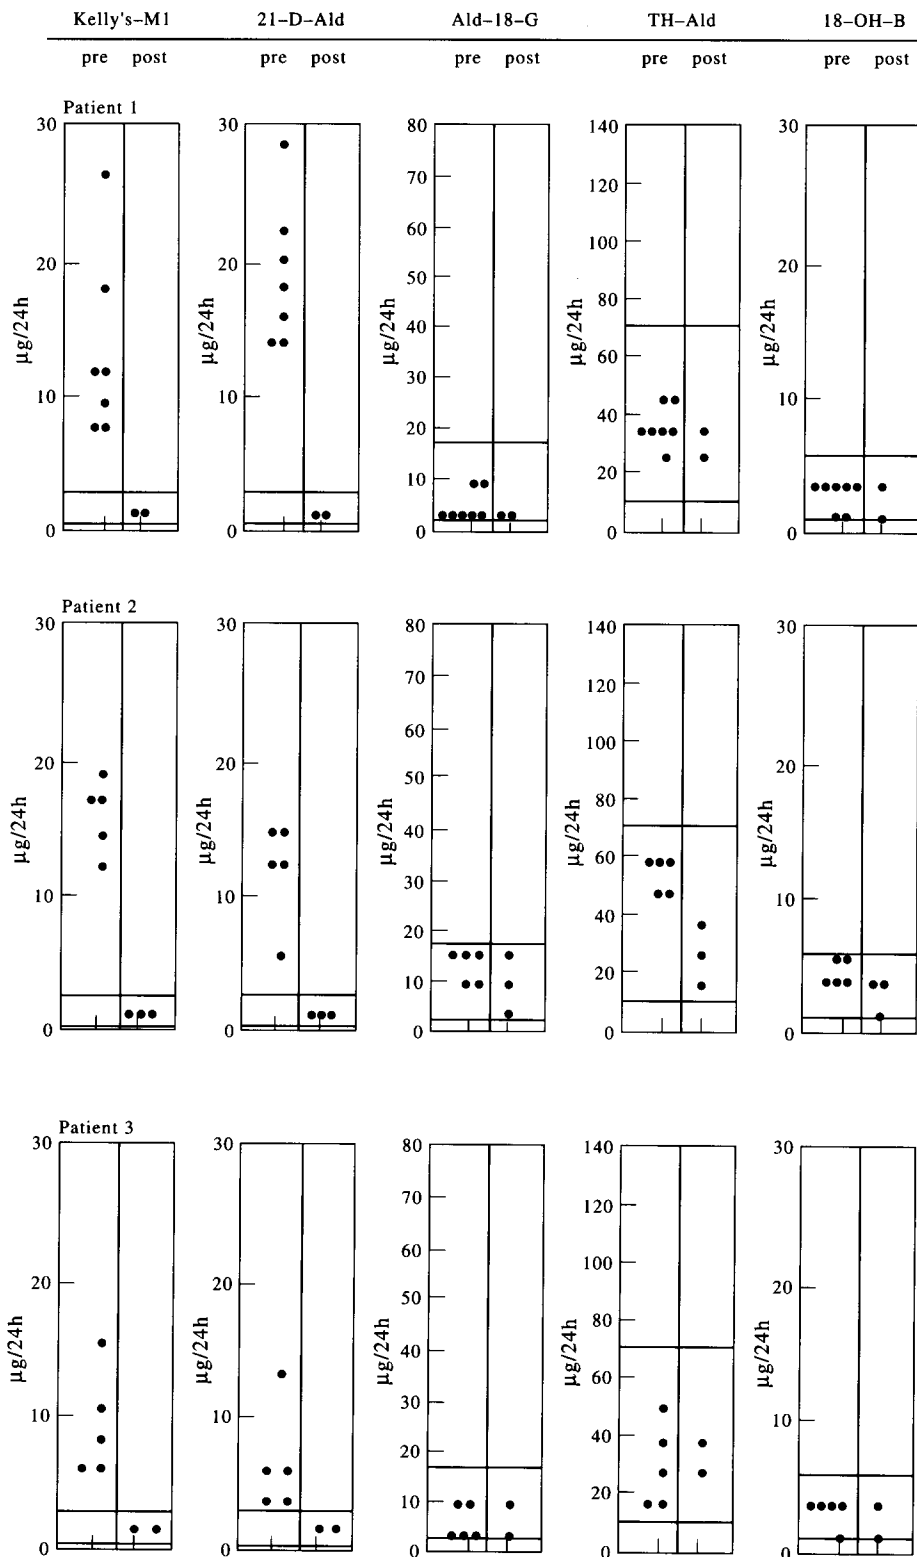 Kelly's–M1 21–D–Ald Ald–18–G TH–Ald 18–OH–B
pre post pre post pre post pre post pre post
Patient 1
30 30 80 140 30
70 120
60 100
20 20 50 80 20
µg/24h µg/24h µg/24h µg/24h µg/24h
40 60
10 10 30 40 10
20 20
10
0 0 0 0 0
Patient 2
30 30 80 140 30
70 120
60 100
20 20 50 80 20
µg/24h µg/24h µg/24h µg/24h µg/24h
40 60
10 10 30 40 10
20 20
10
0 0 0 0 0
Patient 3
30 30 80 140 30
70 120
60 100
20 20 50 80 20
µg/24h µg/24h µg/24h µg/24h µg/24h
40 60
10 10 30 40 10
20 20
10
0 0 0 0 0